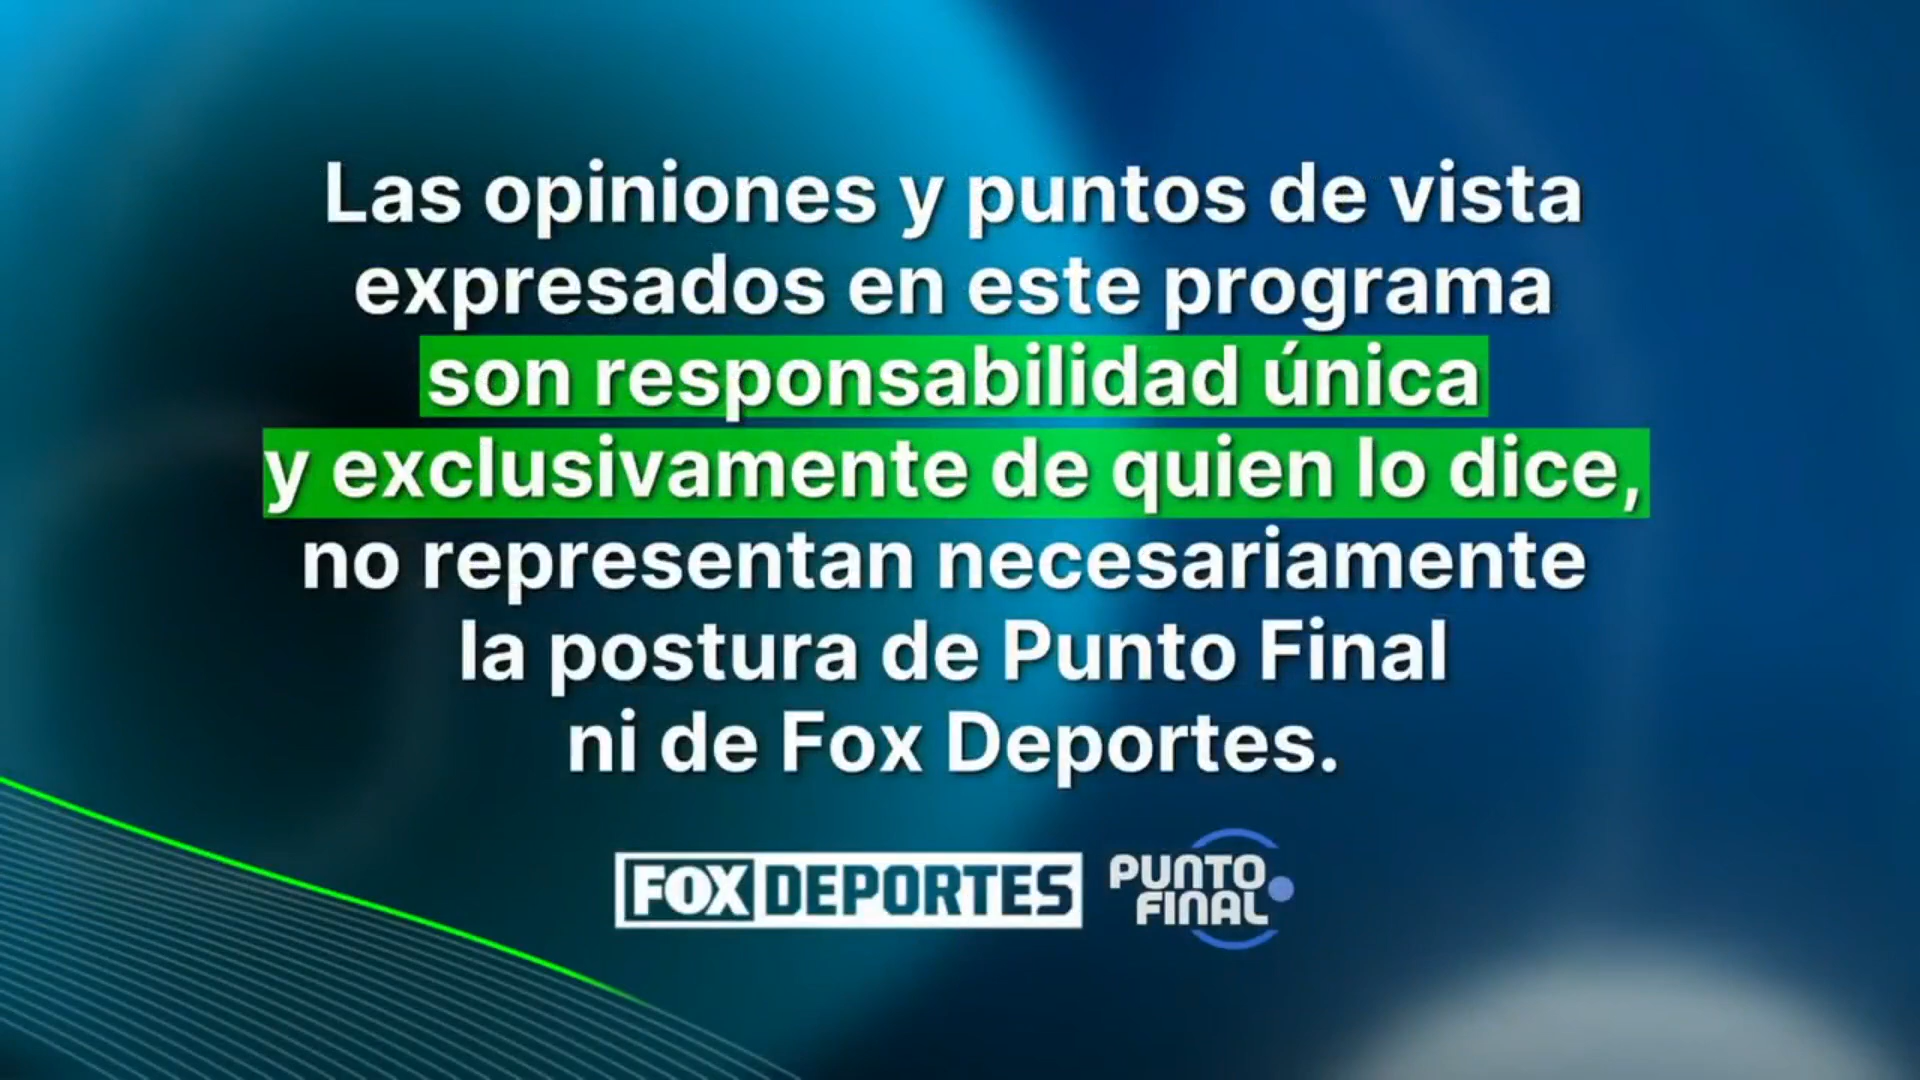 Las opiniones y puntos de vista
expresados en este programa
son responsabilidad única
y exclusivamente de quien lo dice,
no representan necesariamente
la postura de Punto Final
ni de Fox Deportes.
FOX DEPORTES
PUNTO
FINAL